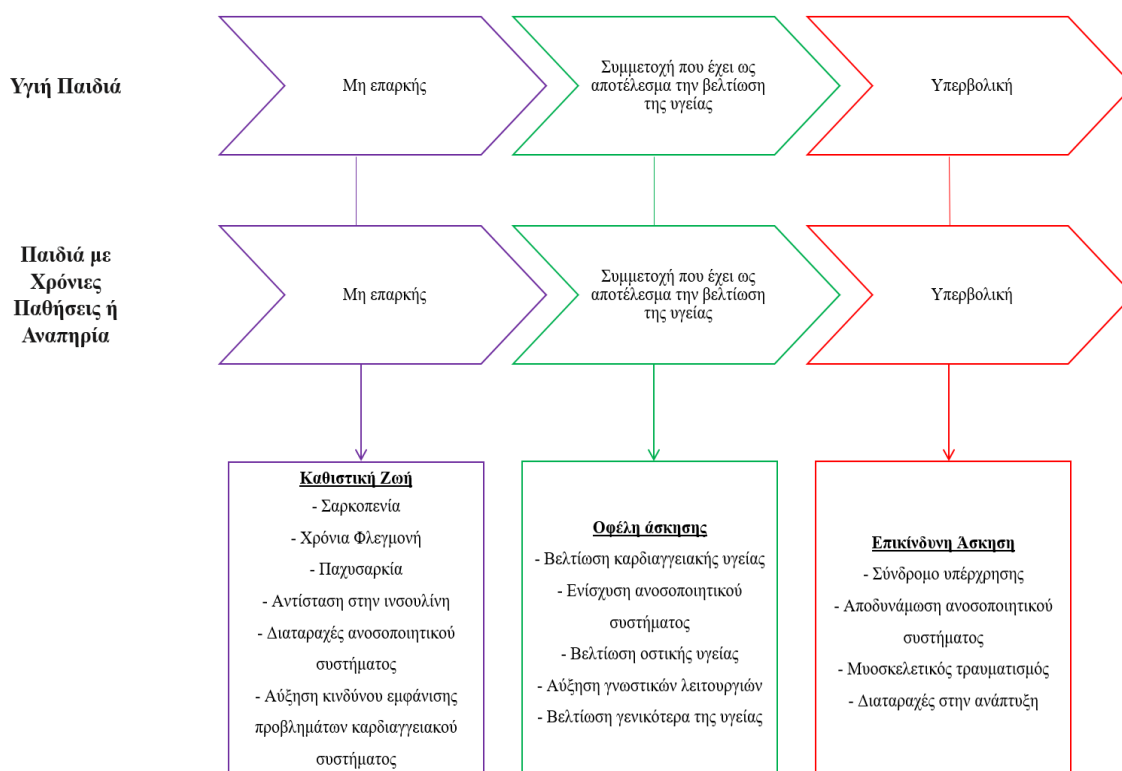 Υγιή Παιδιά
Μη επαρκής
Συμμετοχή που έχει ως
αποτέλεσμα την βελτίωση
της υγείας
Υπερβολική
Παιδιά με
Χρόνιες
Παθήσεις ή
Αναπηρία
Μη επαρκής
Συμμετοχή που έχει ως
αποτέλεσμα την βελτίωση
της υγείας
Υπερβολική
Καθιστική Ζωή
- Σαρκοπενία
- Χρόνια Φλεγμονή
- Παχυσαρκία
- Αντίσταση στην ινσουλίνη
- Διαταραχές ανοσοποιητικού
συστήματος
- Αύξηση κινδύνου εμφάνισης
προβλημάτων καρδιαγγειακού
συστήματος
Οφέλη άσκησης
- Βελτίωση καρδιαγγειακής υγείας
- Ενίσχυση ανοσοποιητικού
συστήματος
- Βελτίωση οστικής υγείας
- Αύξηση γνωστικών λειτουργιών
- Βελτίωση γενικότερα της υγείας
Επικίνδυνη Άσκηση
- Σύνδρομο υπέρχρησης
- Αποδυνάμωση ανοσοποιητικού
συστήματος
- Μυοσκελετικός τραυματισμός
- Διαταραχές στην ανάπτυξη